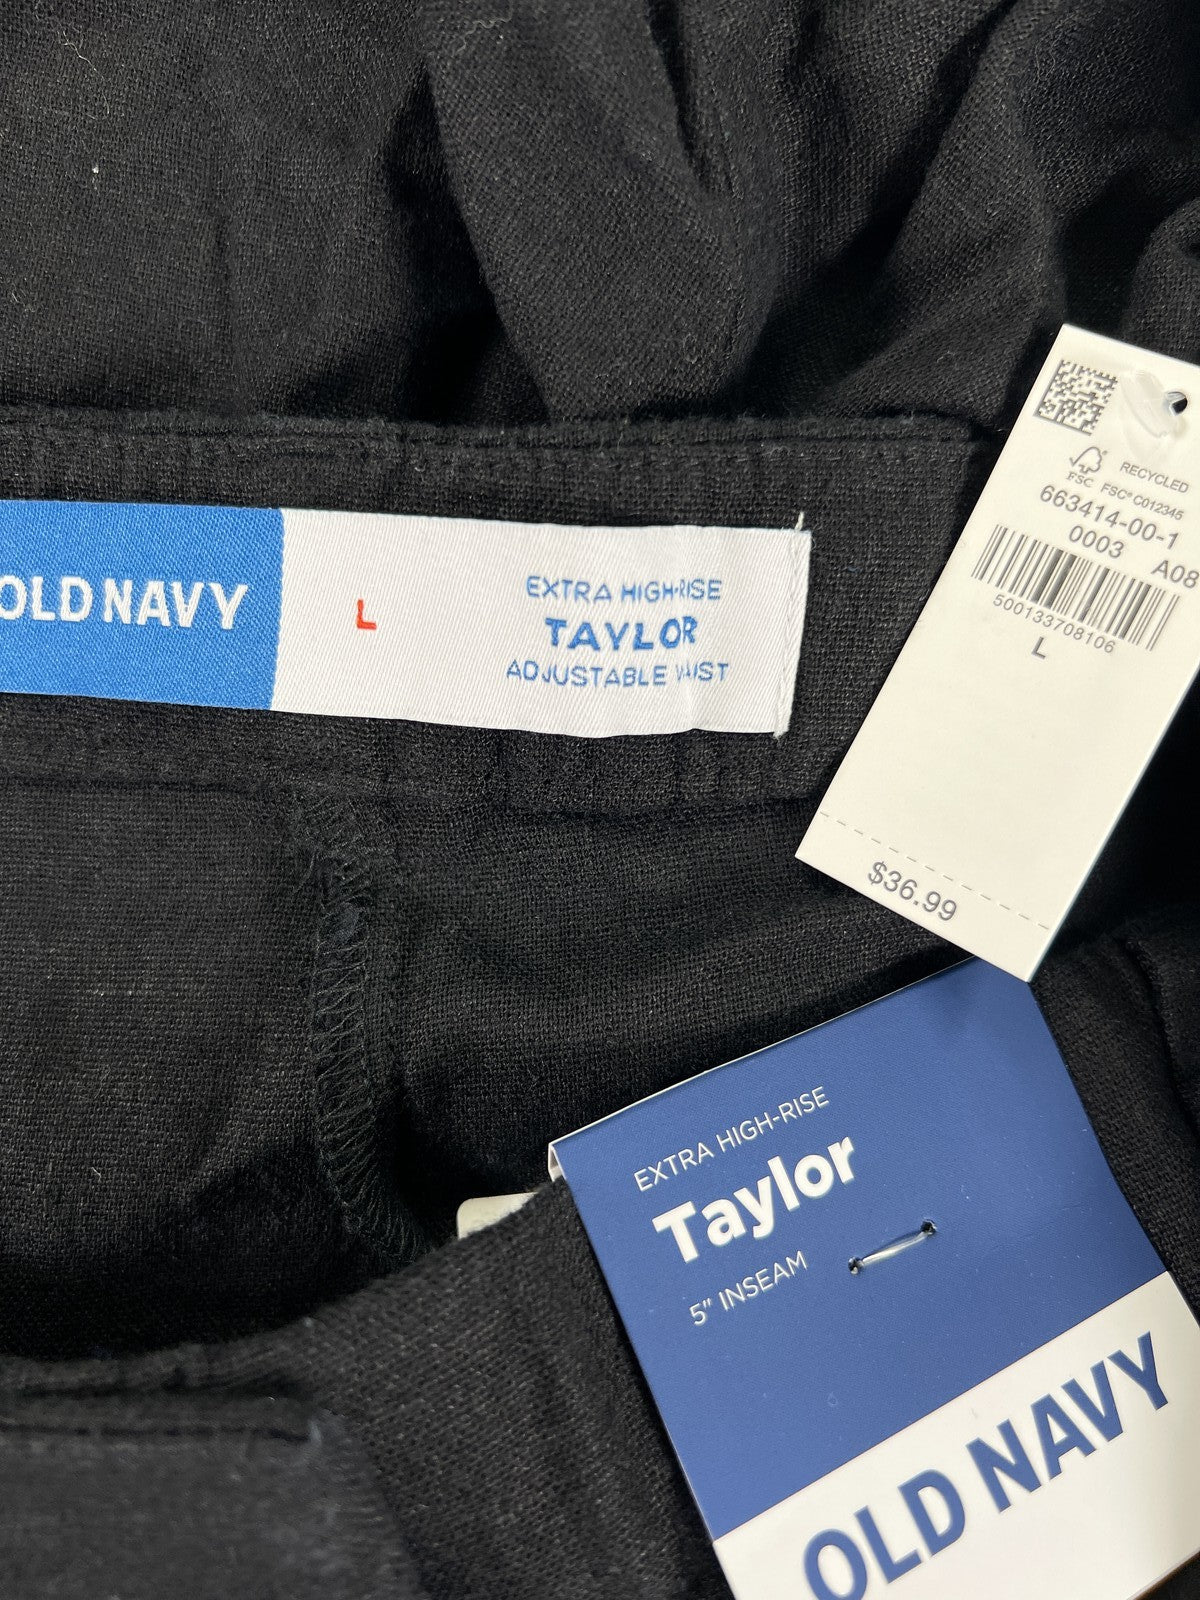 OLD NAVY
L
EXTRA HIGH-RISE
TAYLOR
ADJUSTABLE WAIST
RECYCLED
FSC
FSC® C012345
663414-00-1
0003 A08
500133708106
L
$36.99
EXTRA HIGH-RISE
Taylor
5" INSEAM
OLD NAVY